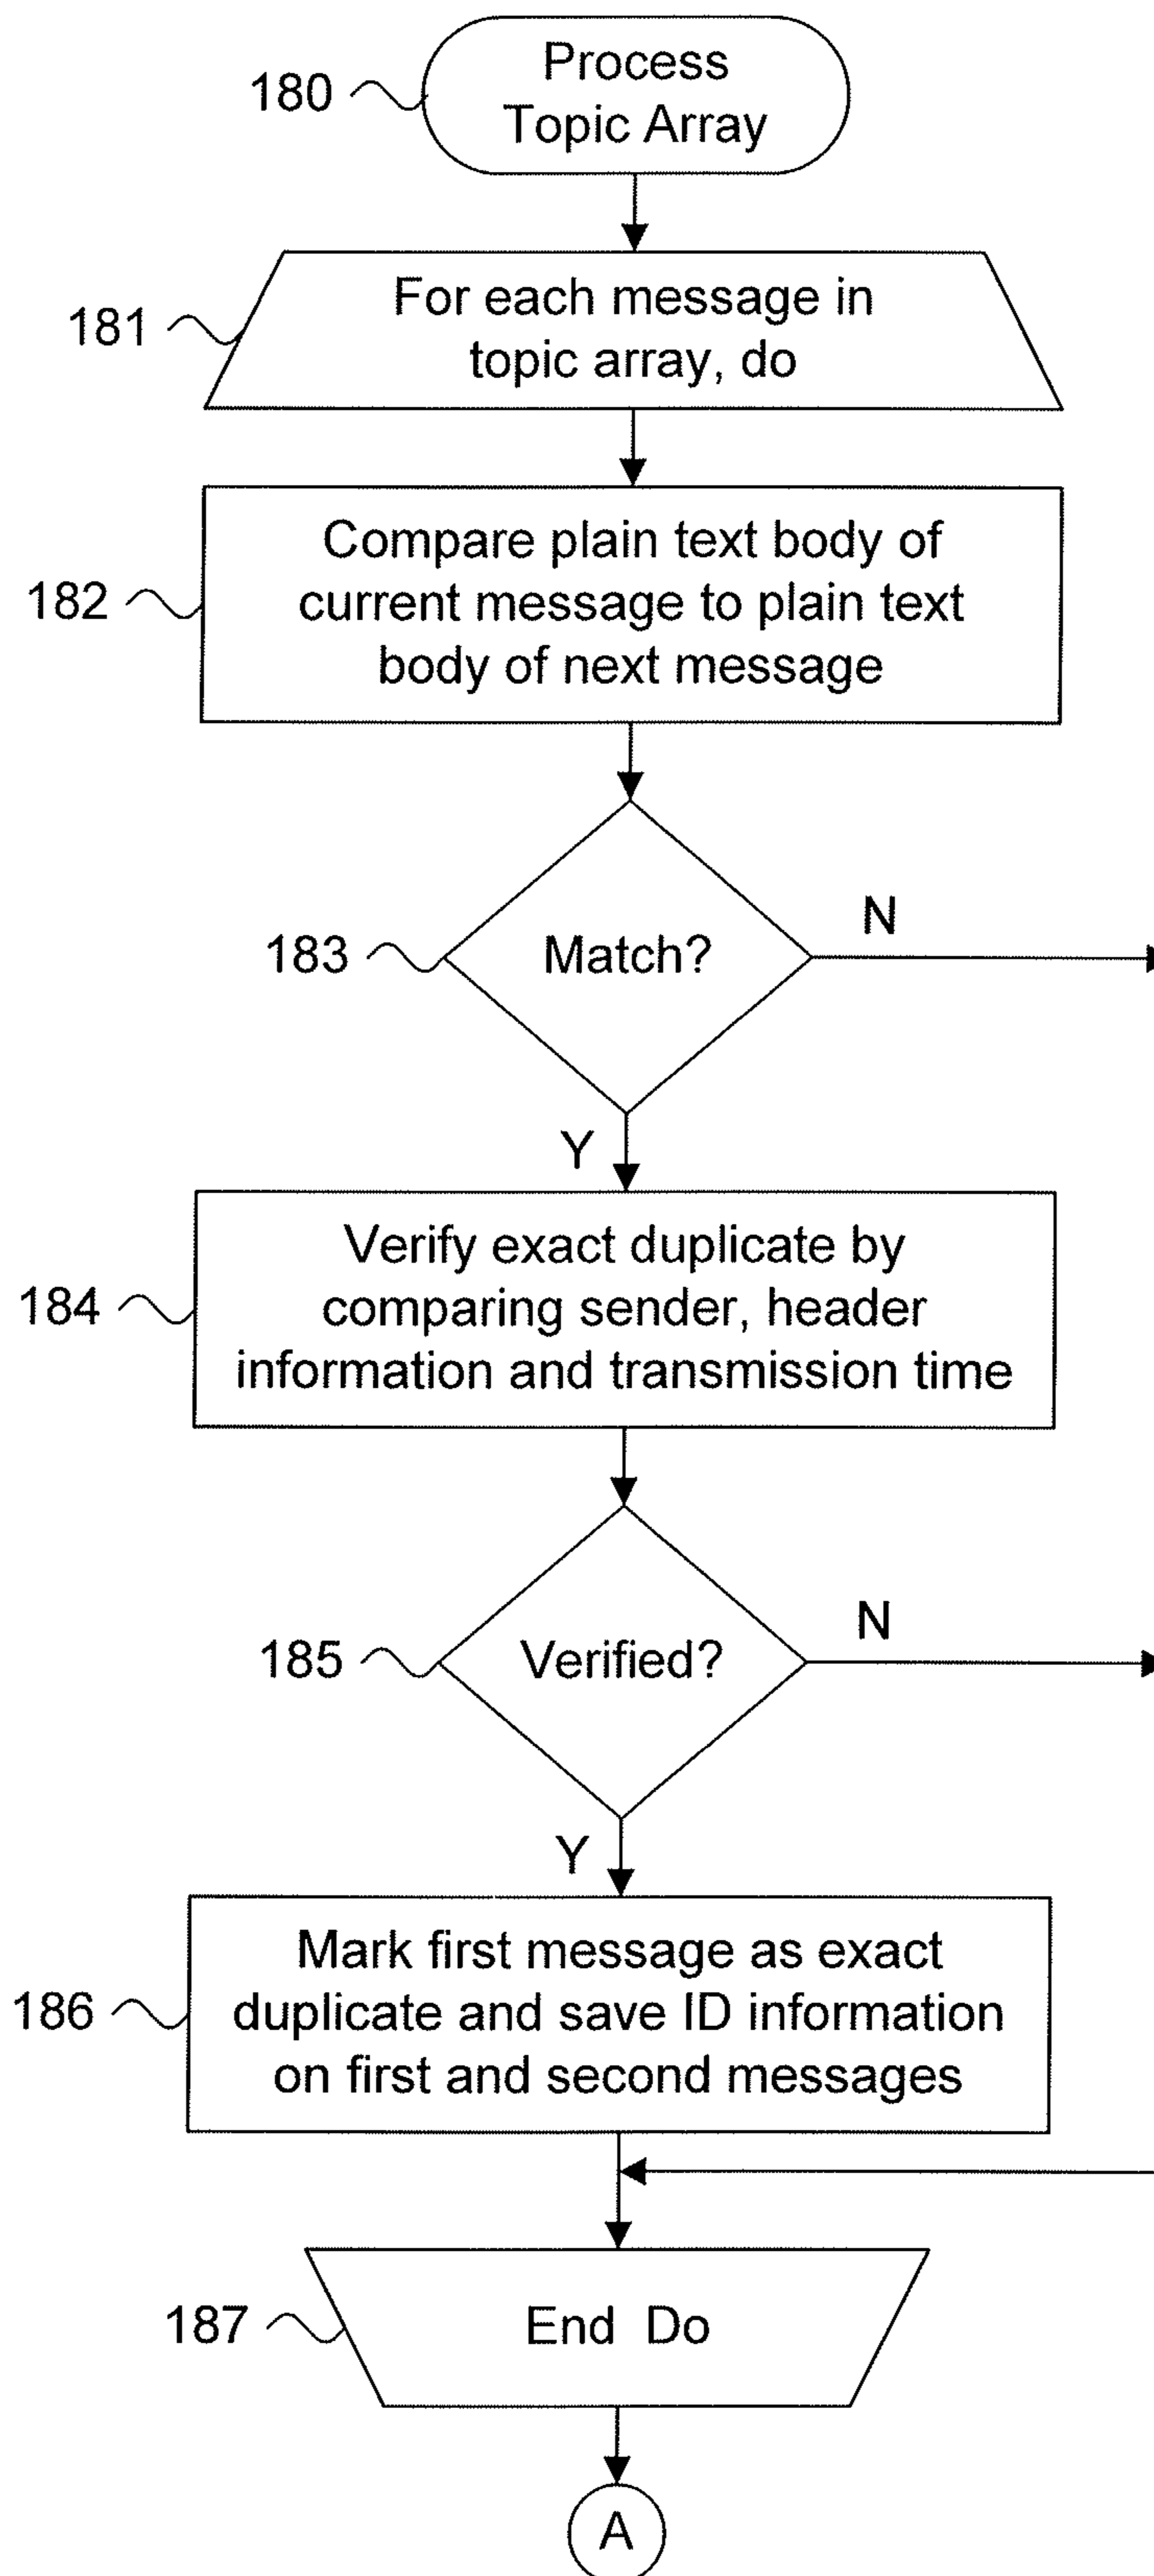 180
Process
Topic Array
181
For each message in
topic array, do
182
Compare plain text body of
current message to plain text
body of next message
183
Match?
N
Y
184
Verify exact duplicate by
comparing sender, header
information and transmission time
185
Verified?
N
Y
186
Mark first message as exact
duplicate and save ID information
on first and second messages
187
End Do
A